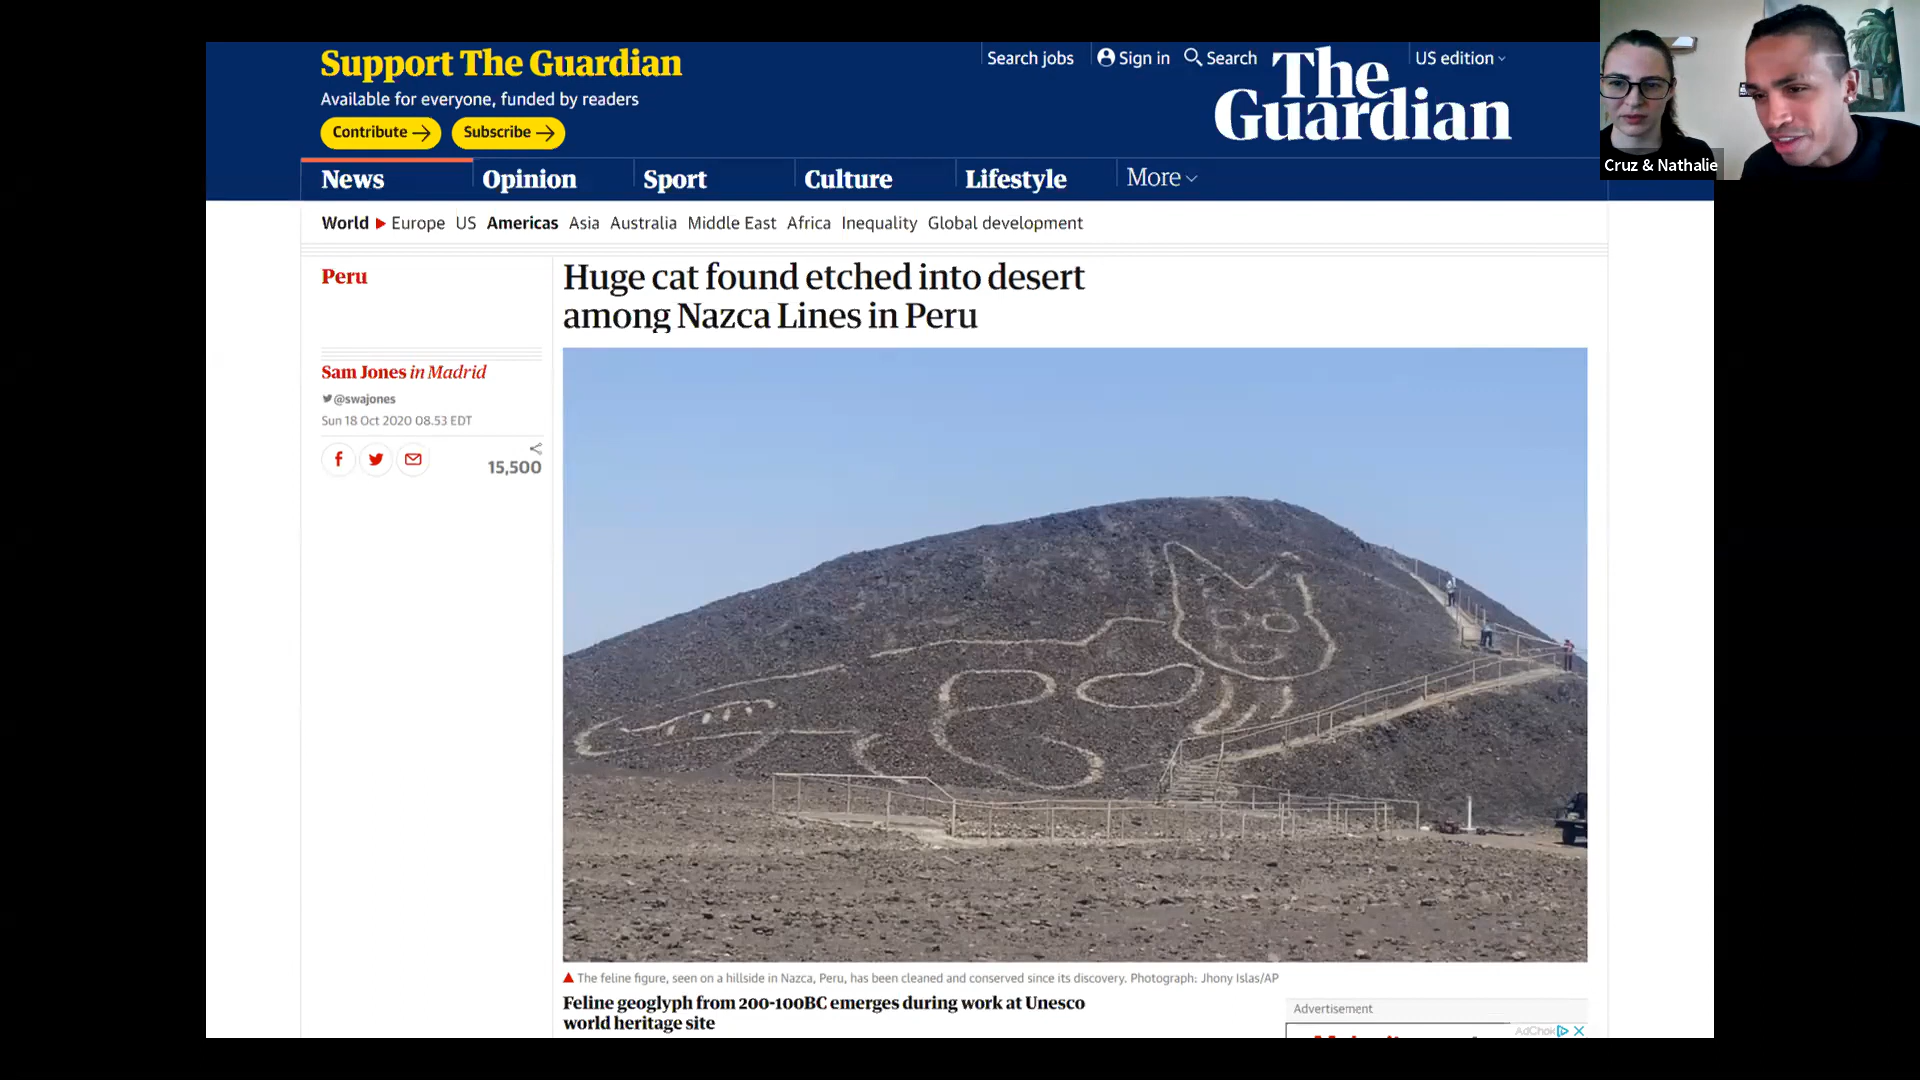 Support The Guardian
Available for everyone, funded by readers
Contribute
Subscribe
Search jobs
Sign in
Search
US edition
The
Guardian
News
Opinion
Sport
Culture
Lifestyle
More
World
Europe
US
Americas
Asia
Australia
Middle East
Africa
Inequality
Global development
Cruz & Nathalie
Peru
Huge cat found etched into desert
among Nazca Lines in Peru
Sam Jones in Madrid
@swajones
Sun 18 Oct 2020 08.53 EDT
15,500
The feline figure, seen on a hillside in Nazca, Peru, has been cleaned and conserved since its discovery. Photograph: Jhony Islas/AP
Feline geoglyph from 200-100BC emerges during work at Unesco
world heritage site
Advertisement